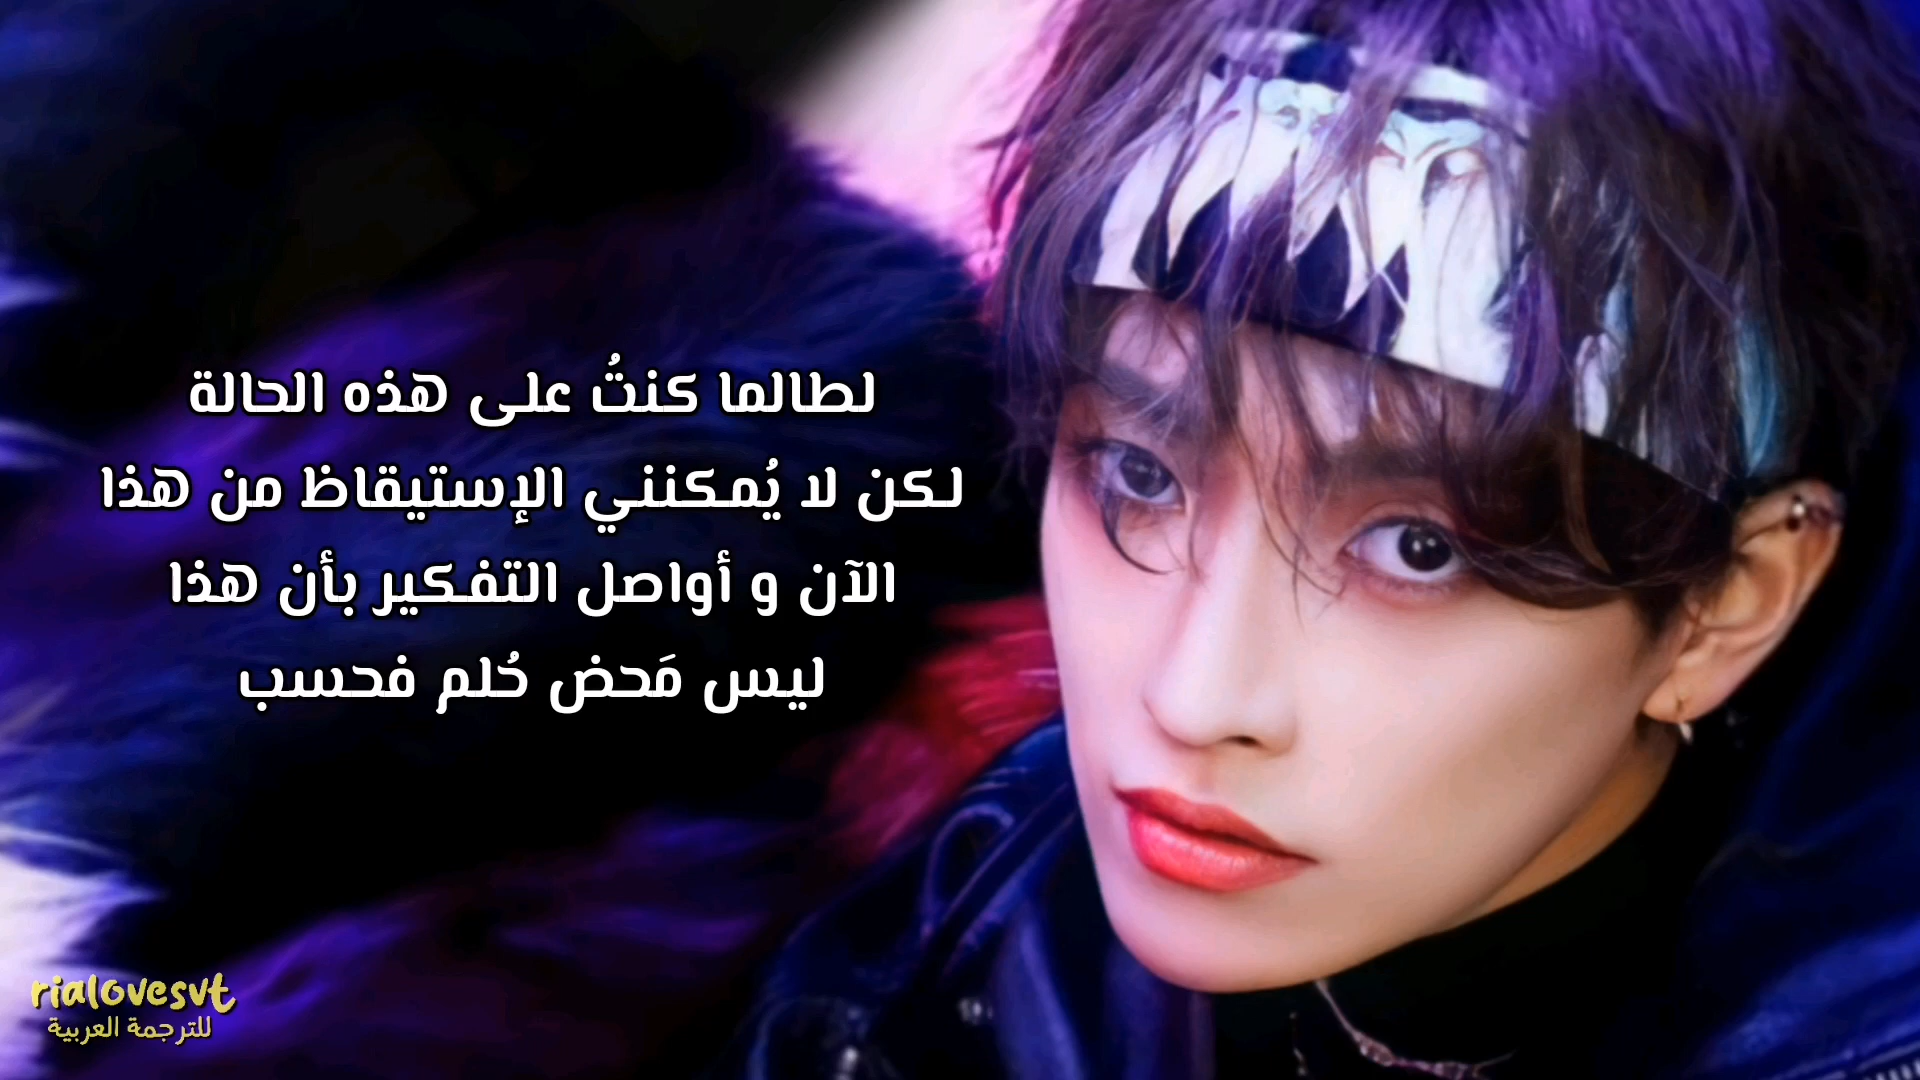 لطالما كنتُ على هذه الحالة
لكن لا يُمكنني الإستيقاظ من هذا
الآن و أواصل التفكير بأن هذا
ليس مَحض حُلم فحسب
rialovesvt
للترجمة العربية